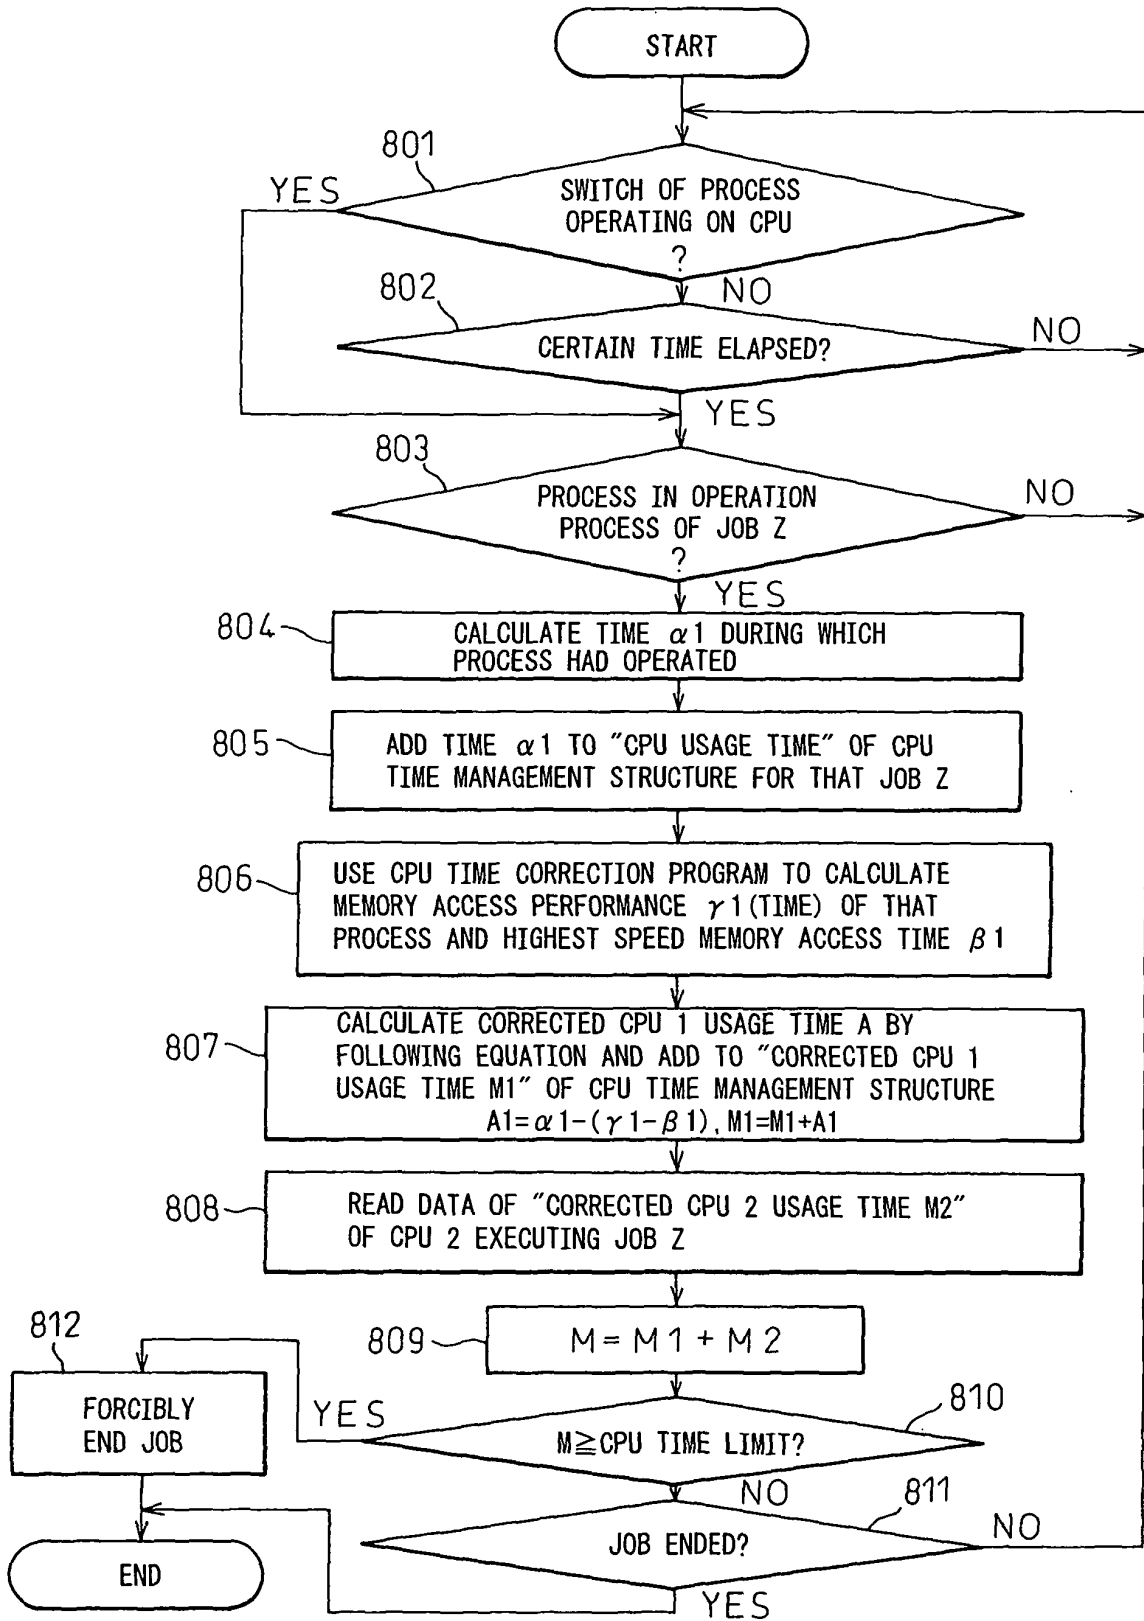 START
801
YES
SWITCH OF PROCESS
OPERATING ON CPU
?
802
NO
CERTAIN TIME ELAPSED?
NO
YES
803
PROCESS IN OPERATION
PROCESS OF JOB Z
?
NO
YES
804
CALCULATE TIME α1 DURING WHICH
PROCESS HAD OPERATED
805
ADD TIME α1 TO "CPU USAGE TIME" OF CPU
TIME MANAGEMENT STRUCTURE FOR THAT JOB Z
806
USE CPU TIME CORRECTION PROGRAM TO CALCULATE
MEMORY ACCESS PERFORMANCE γ1(TIME) OF THAT
PROCESS AND HIGHEST SPEED MEMORY ACCESS TIME β1
807
CALCULATE CORRECTED CPU 1 USAGE TIME A BY
FOLLOWING EQUATION AND ADD TO "CORRECTED CPU 1
USAGE TIME M1" OF CPU TIME MANAGEMENT STRUCTURE
A1=α1-(γ1-β1), M1=M1+A1
808
READ DATA OF "CORRECTED CPU 2 USAGE TIME M2"
OF CPU 2 EXECUTING JOB Z
809
M = M1 + M2
812
FORCIBLY
END JOB
YES
810
M≧CPU TIME LIMIT?
NO
811
JOB ENDED?
NO
YES
END